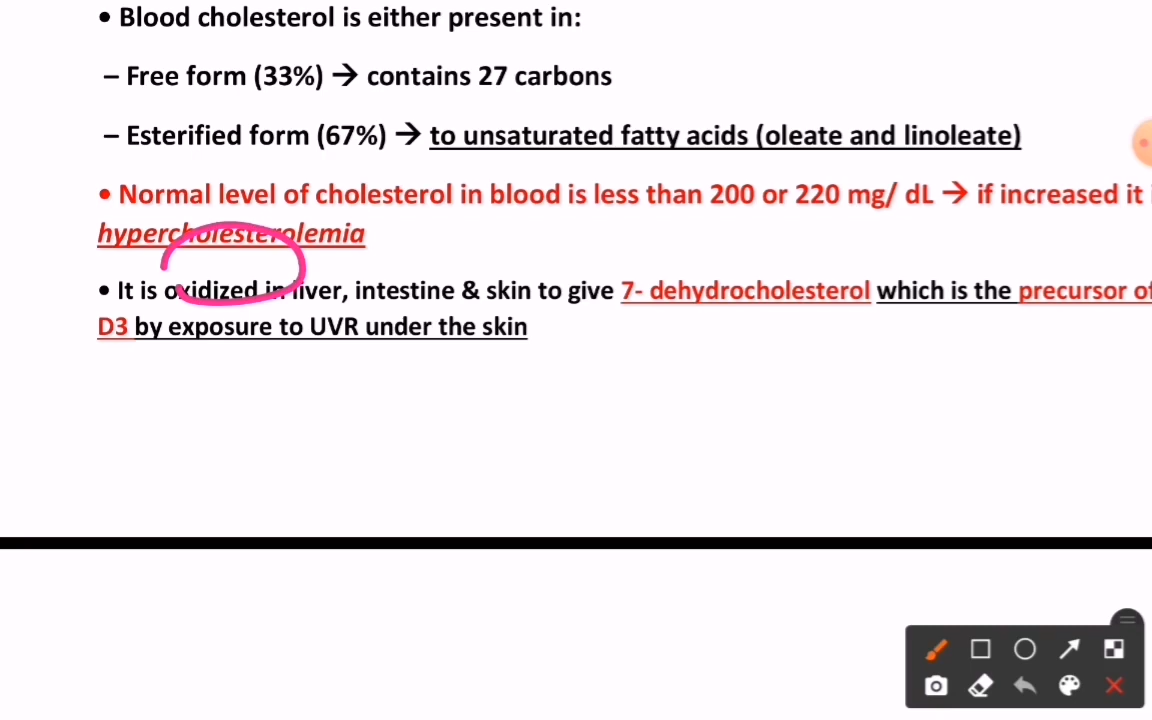 • Blood cholesterol is either present in:
– Free form (33%) → contains 27 carbons
– Esterified form (67%) → to unsaturated fatty acids (oleate and linoleate)
• Normal level of cholesterol in blood is less than 200 or 220 mg/ dL → if increased it
hypercholesterolemia
• It is oxidized in liver, intestine & skin to give 7- dehydrocholesterol which is the precursor of
D3 by exposure to UVR under the skin